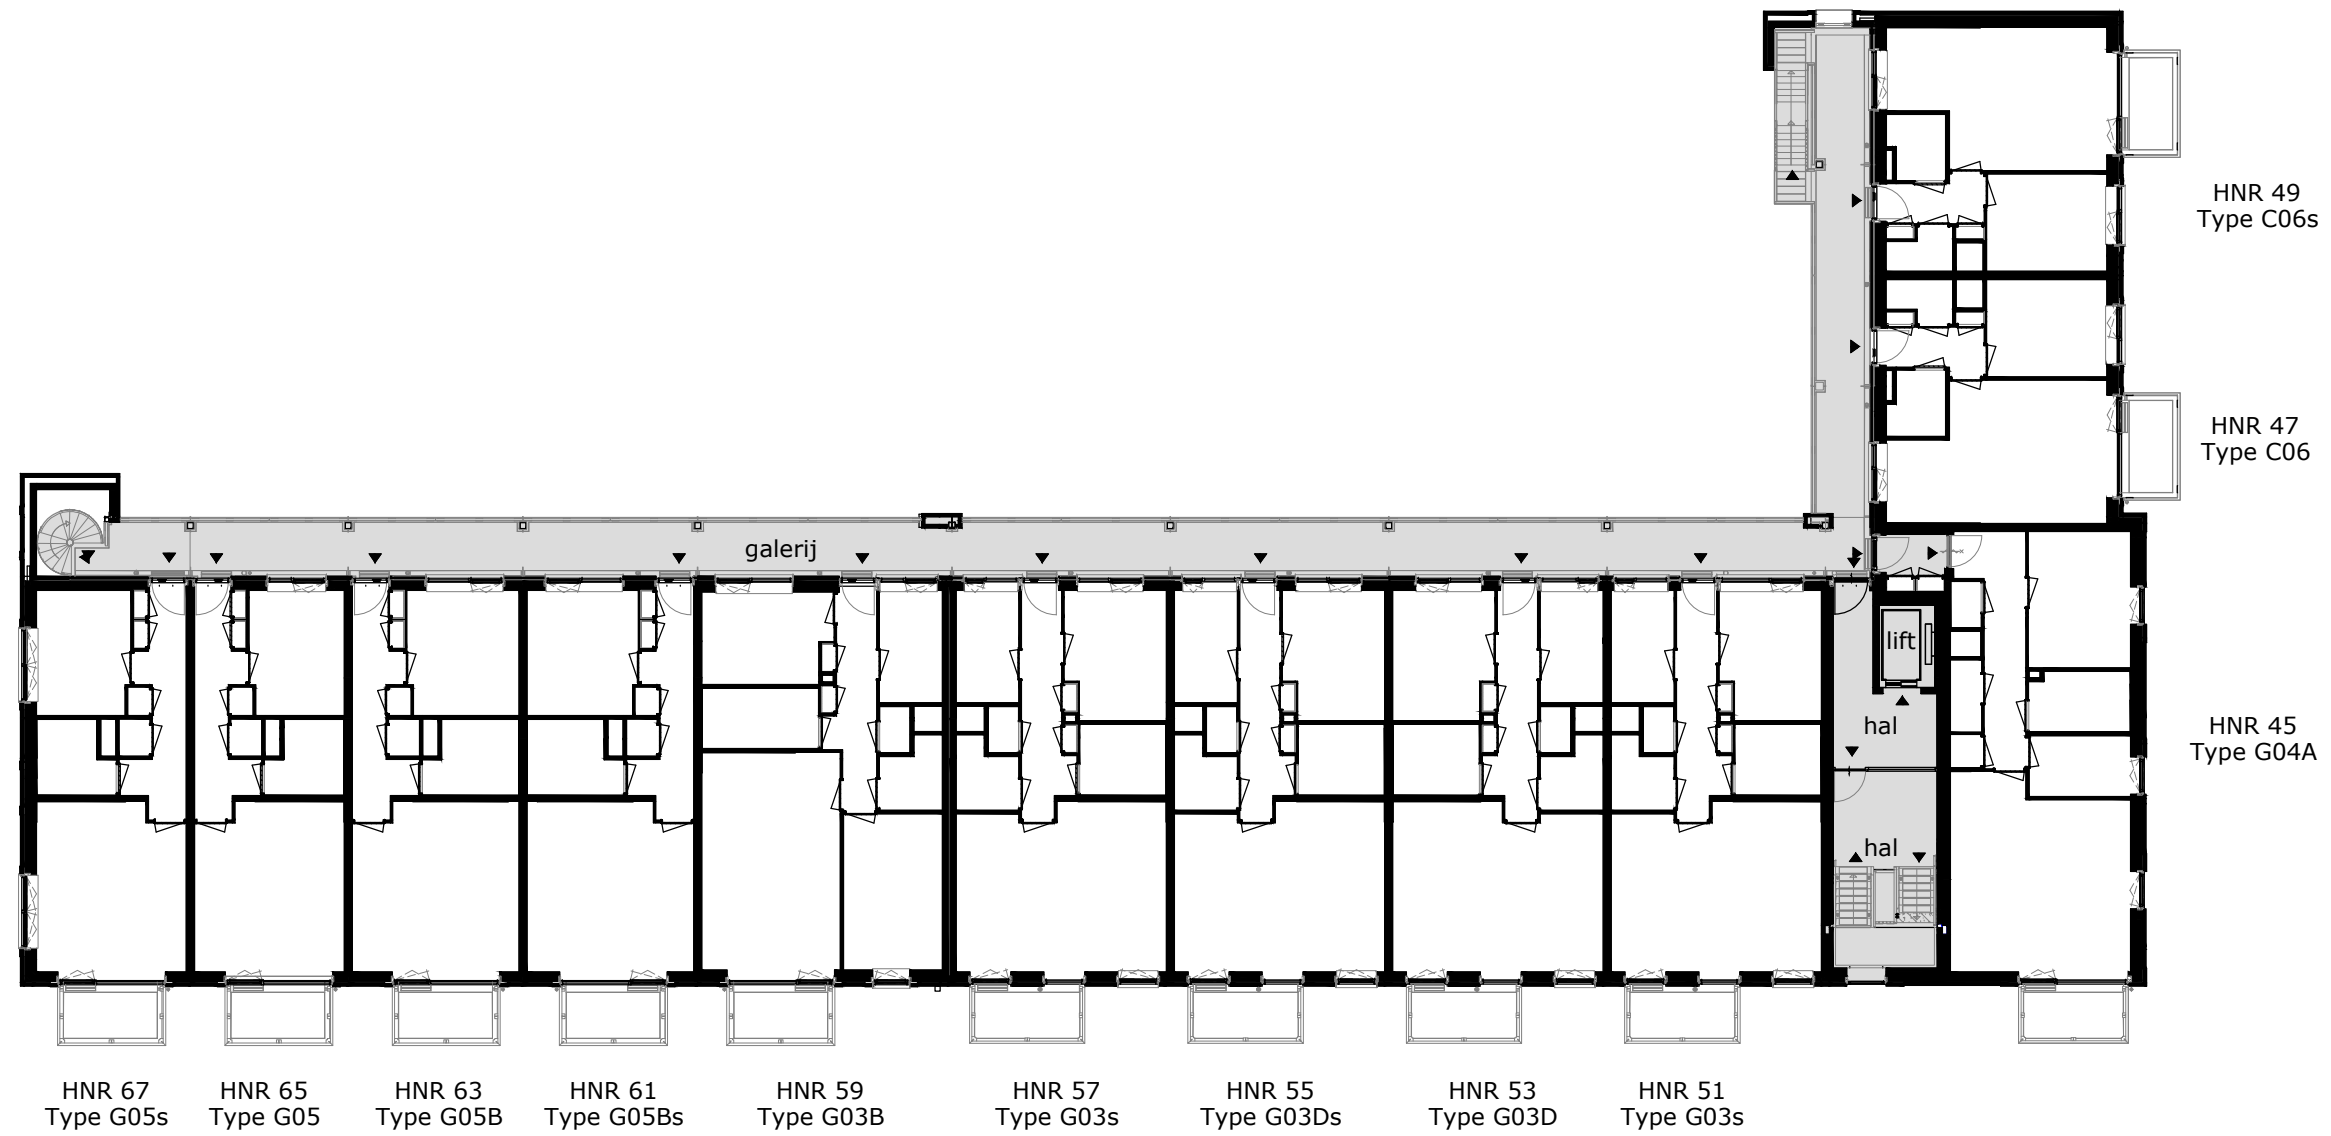 HNR 49
Type C06s
HNR 47
Type C06
galerij
lift
hal
HNR 45
Type G04A
hal
HNR 67
Type G05s
HNR 65
Type G05
HNR 63
Type G05B
HNR 61
Type G05Bs
HNR 59
Type G03B
HNR 57
Type G03s
HNR 55
Type G03Ds
HNR 53
Type G03D
HNR 51
Type G03s